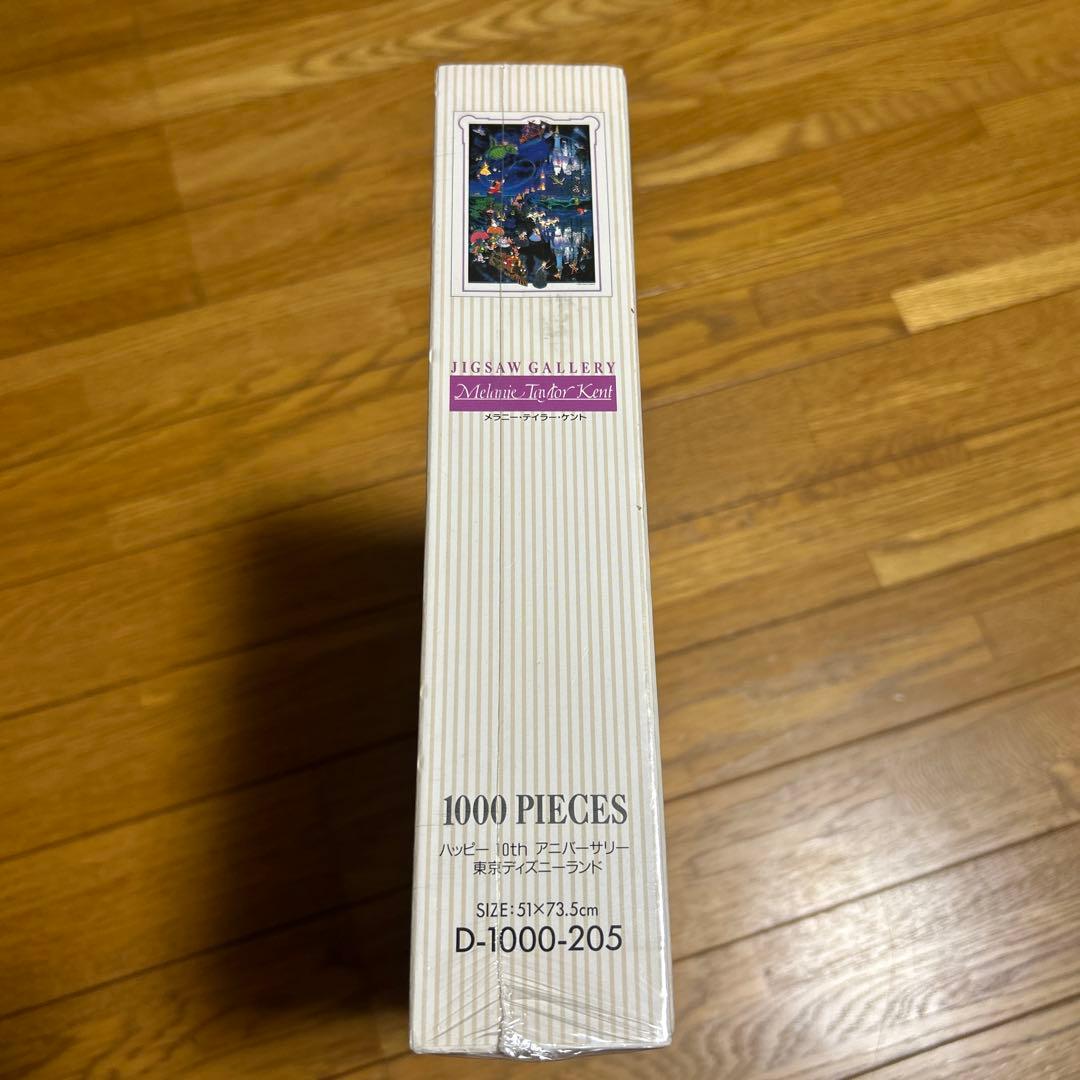 JIGSAW GALLERY
Melanie Taylor Kent
メラニー・テイラー・ケント
1000 PIECES
ハッピー 10th アニバーサリー
東京ディズニーランド
SIZE:51×73.5cm
D-1000-205